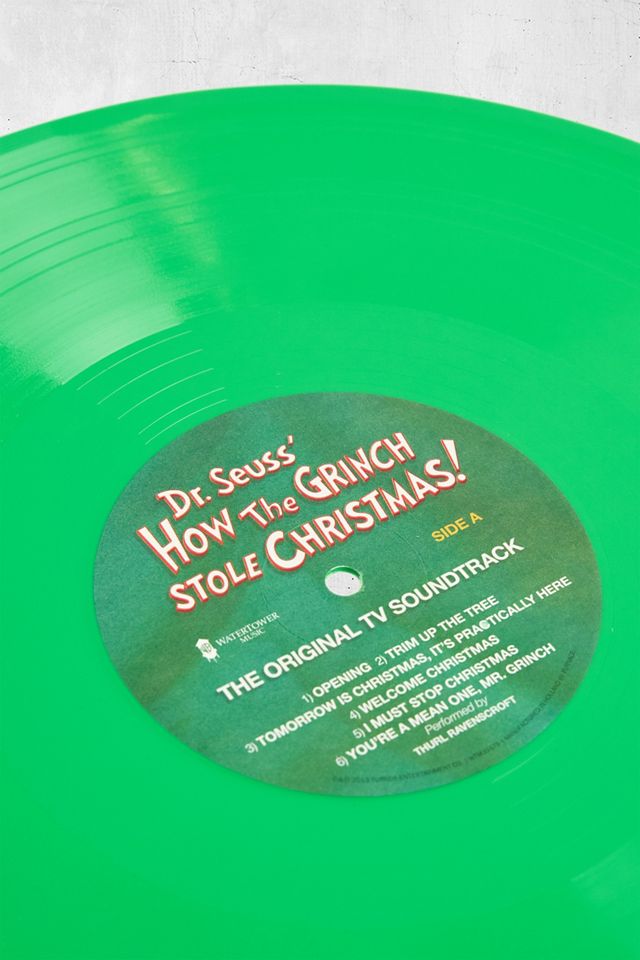 Dr. Seuss'
HOW THE GRINCH
STOLE CHRISTMAS!
SIDE A
WATERTOWER
MUSIC
THE ORIGINAL TV SOUNDTRACK
1) OPENING 2) TRIM UP THE TREE
3) TOMORROW IS CHRISTMAS, IT'S PRACTICALLY HERE
4) WELCOME CHRISTMAS
5) I MUST STOP CHRISTMAS
6) YOU'RE A MEAN ONE, MR. GRINCH
Performed by
THURL RAVENSCROFT
ENTERTAINMENT CO.